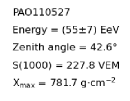 PAO110527
Energy = (55±7) EeV
Zenith angle = 42.6°
S(1000) = 227.8 VEM
Xmax = 781.7 g·cm⁻²